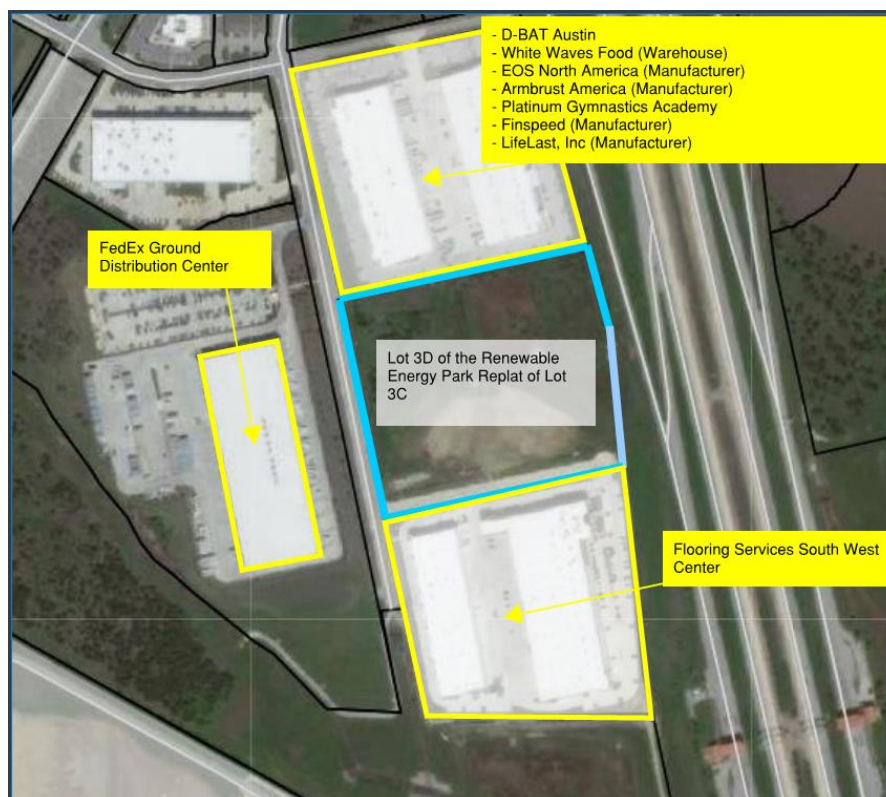 - D-BAT Austin
- White Waves Food (Warehouse)
- EOS North America (Manufacturer)
- Armbrust America (Manufacturer)
- Platinum Gymnastics Academy
- Finspeed (Manufacturer)
- LifeLast, Inc (Manufacturer)
FedEx Ground
Distribution Center
Lot 3D of the Renewable
Energy Park Replat of Lot
3C
Flooring Services South West
Center